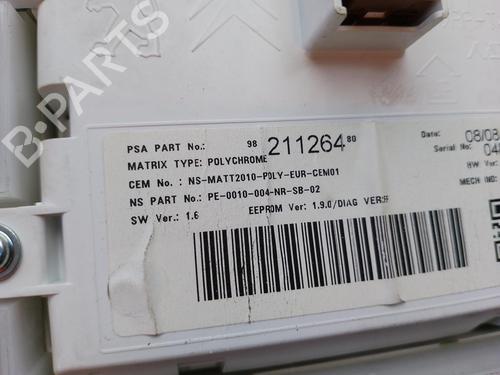 PSA PART No.: 98 211264 80
MATRIX TYPE: POLYCHROME
CEM No.: NS-MATT2010-POLY-EUR-CEM01
NS PART No.: PE-0010-004-NR-SB-02
SW Ver.: 1.6 EEPROM Ver: 1.9.0/DIAG VER:
Date: 08/08
Serial No: 04
HW Ver:
MECH IND:
B-PARTS
>PP-T